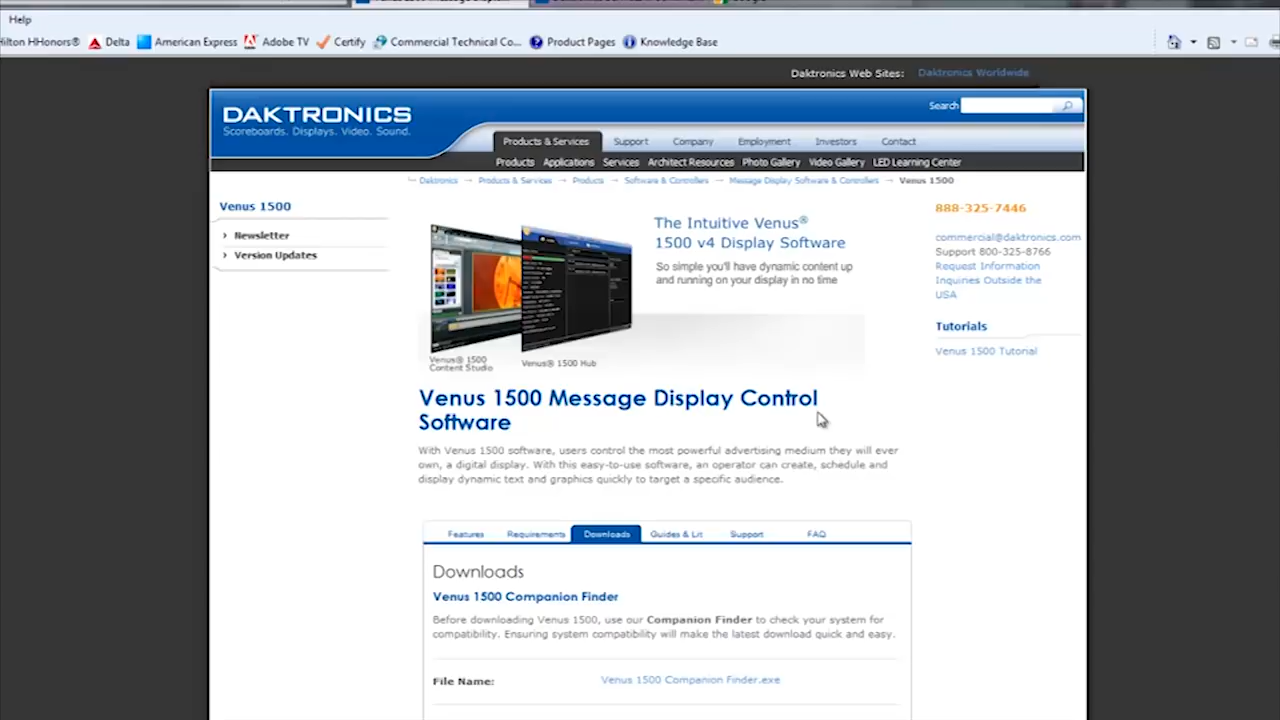 Help
ilton HHonors® Delta American Express Adobe TV Certify Commercial Technical Co... Product Pages Knowledge Base
Daktronics Web Sites: Daktronics Worldwide
DAKTRONICS
Scoreboards. Displays. Video. Sound.
Search
Products & Services Support Company Employment Investors Contact
Products Applications Services Architect Resources Photo Gallery Video Gallery LED Learning Center
Daktronics → Products & Services → Products → Software & Controllers → Message Display Software & Controllers → Venus 1500
Venus 1500
Newsletter
Version Updates
The Intuitive Venus®
1500 v4 Display Software
So simple you'll have dynamic content up
and running on your display in no time
Venus® 1500
Content Studio
Venus® 1500 Hub
888-325-7446
commercial@daktronics.com
Support 800-325-8766
Request Information
Inquiries Outside the
USA
Tutorials
Venus 1500 Tutorial
Venus 1500 Message Display Control
Software
With Venus 1500 software, users control the most powerful advertising medium they will ever
own, a digital display. With this easy-to-use software, an operator can create, schedule and
display dynamic text and graphics quickly to target a specific audience.
Features Requirements Downloads Guides & Lit Support FAQ
Downloads
Venus 1500 Companion Finder
Before downloading Venus 1500, use our Companion Finder to check your system for
compatibility. Ensuring system compatibility will make the latest download quick and easy.
File Name: Venus 1500 Companion Finder.exe